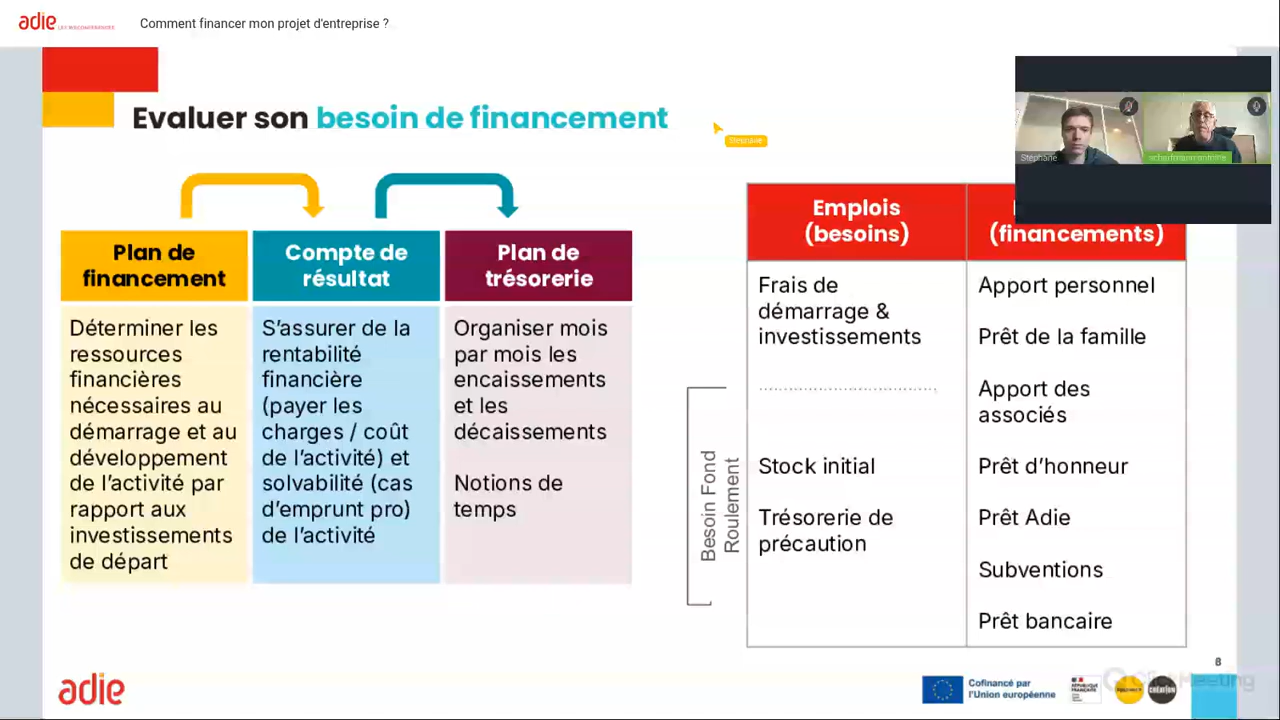 adie
Comment financer mon projet d'entreprise ?
Evaluer son besoin de financement
Stephane
Stéphane
Plan de
financement
Déterminer les
ressources
financières
nécessaires au
démarrage et au
développement
de l'activité par
rapport aux
investissements
de départ
Compte de
résultat
S'assurer de la
rentabilité
financière
(payer les
charges / coût
de l'activité) et
solvabilité (cas
d'emprunt pro)
de l'activité
Plan de
trésorerie
Organiser mois
par mois les
encaissements
et les
décaissements
Notions de
temps
Besoin Fond
Roulement
Emplois
(besoins)
Frais de
démarrage &
investissements
Stock initial
Trésorerie de
précaution
(financements)
Apport personnel
Prêt de la famille
Apport des
associés
Prêt d'honneur
Prêt Adie
Subventions
Prêt bancaire
8
adie
Cofinancé par
l'Union européenne
RÉPUBLIQUE
FRANÇAISE
CRÉATION
Meeting